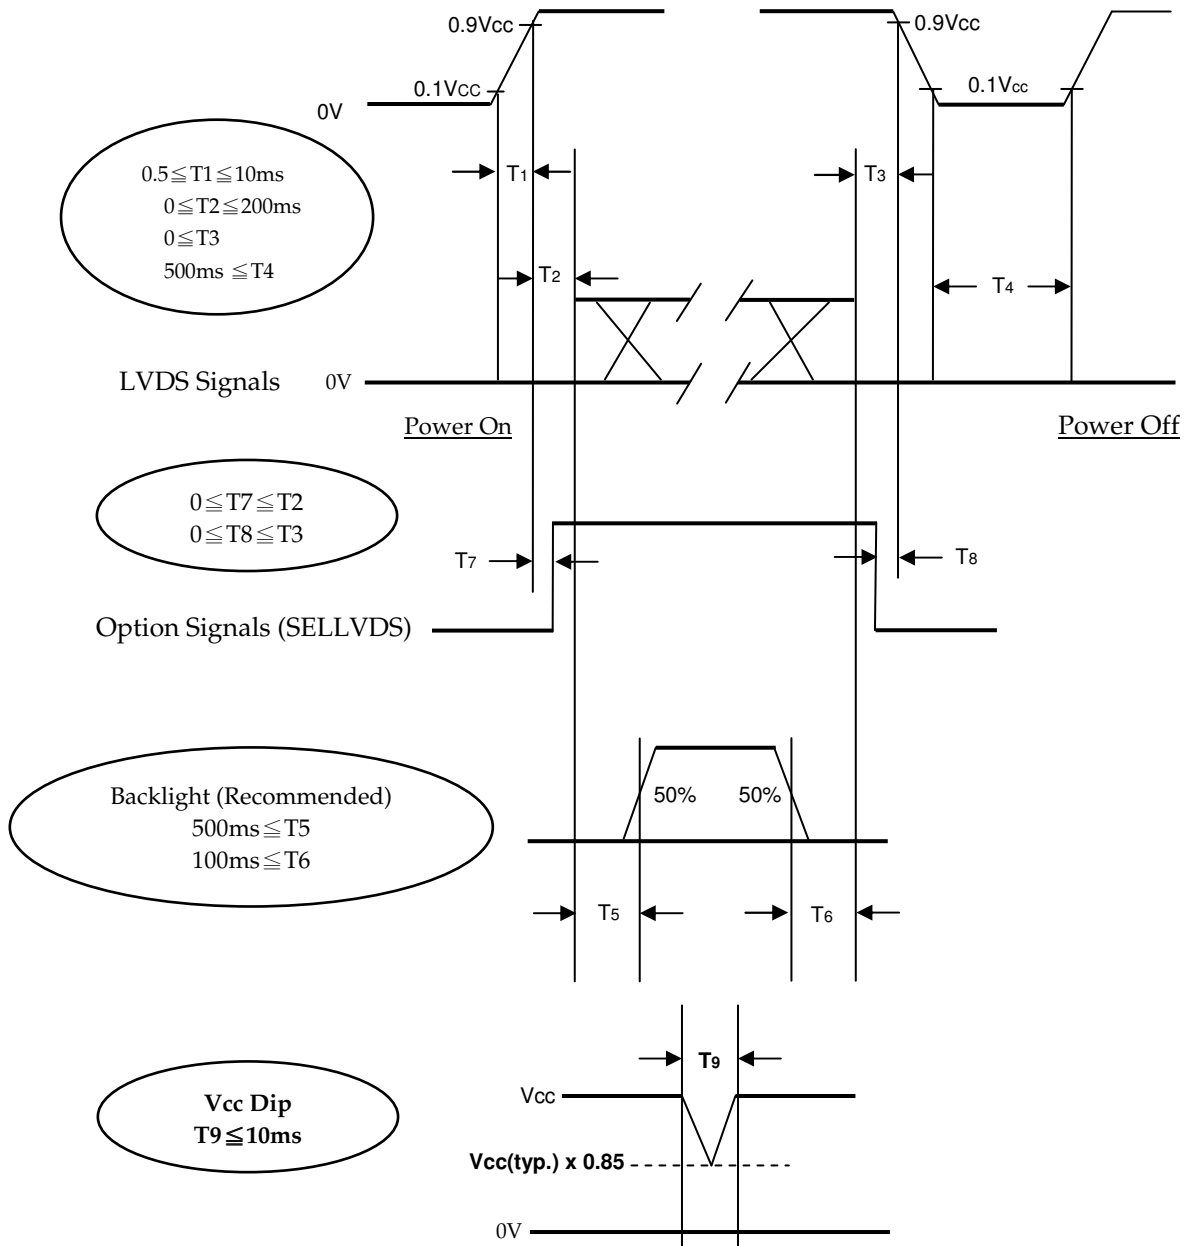 0.9Vcc
0.9Vcc
0.1VCC
0.1Vcc
0V
0.5≦T1≦10ms
0≦T2≦200ms
0≦T3
500ms ≦T4
T1
T3
T2
T4
LVDS Signals
0V
Power On
Power Off
0≦T7≦T2
0≦T8≦T3
T7
T8
Option Signals (SELLVDS)
Backlight (Recommended)
500ms≦T5
100ms≦T6
50%
50%
T5
T6
T9
Vcc Dip
T9≦10ms
Vcc
Vcc(typ.) x 0.85
0V